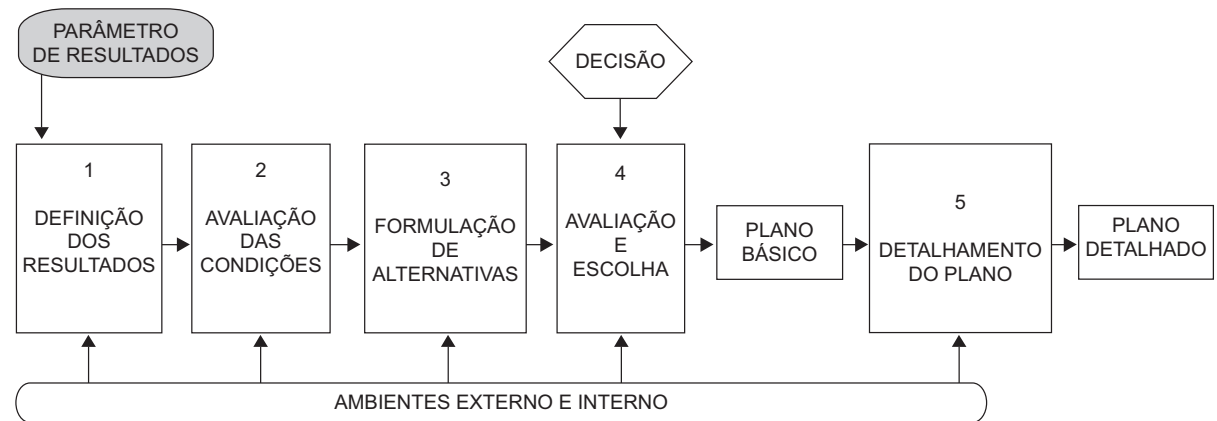 PARÂMETRO
DE RESULTADOS
DECISÃO
1
DEFINIÇÃO
DOS
RESULTADOS
2
AVALIAÇÃO
DAS
CONDIÇÕES
3
FORMULAÇÃO
DE
ALTERNATIVAS
4
AVALIAÇÃO
E
ESCOLHA
PLANO
BÁSICO
5
DETALHAMENTO
DO PLANO
PLANO
DETALHADO
AMBIENTES EXTERNO E INTERNO